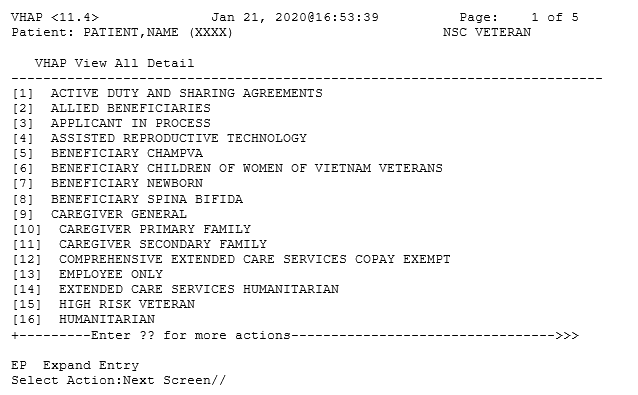 VHAP <11.4> Jan 21, 2020@16:53:39 Page: 1 of 5
Patient: PATIENT,NAME (XXXX) NSC VETERAN
VHAP View All Detail
--------------------------------------------------------------------------
[1] ACTIVE DUTY AND SHARING AGREEMENTS
[2] ALLIED BENEFICIARIES
[3] APPLICANT IN PROCESS
[4] ASSISTED REPRODUCTIVE TECHNOLOGY
[5] BENEFICIARY CHAMPVA
[6] BENEFICIARY CHILDREN OF WOMEN OF VIETNAM VETERANS
[7] BENEFICIARY NEWBORN
[8] BENEFICIARY SPINA BIFIDA
[9] CAREGIVER GENERAL
[10] CAREGIVER PRIMARY FAMILY
[11] CAREGIVER SECONDARY FAMILY
[12] COMPREHENSIVE EXTENDED CARE SERVICES COPAY EXEMPT
[13] EMPLOYEE ONLY
[14] EXTENDED CARE SERVICES HUMANITARIAN
[15] HIGH RISK VETERAN
[16] HUMANITARIAN
+---------Enter ?? for more actions--------------------------------->>>
EP Expand Entry
Select Action:Next Screen//